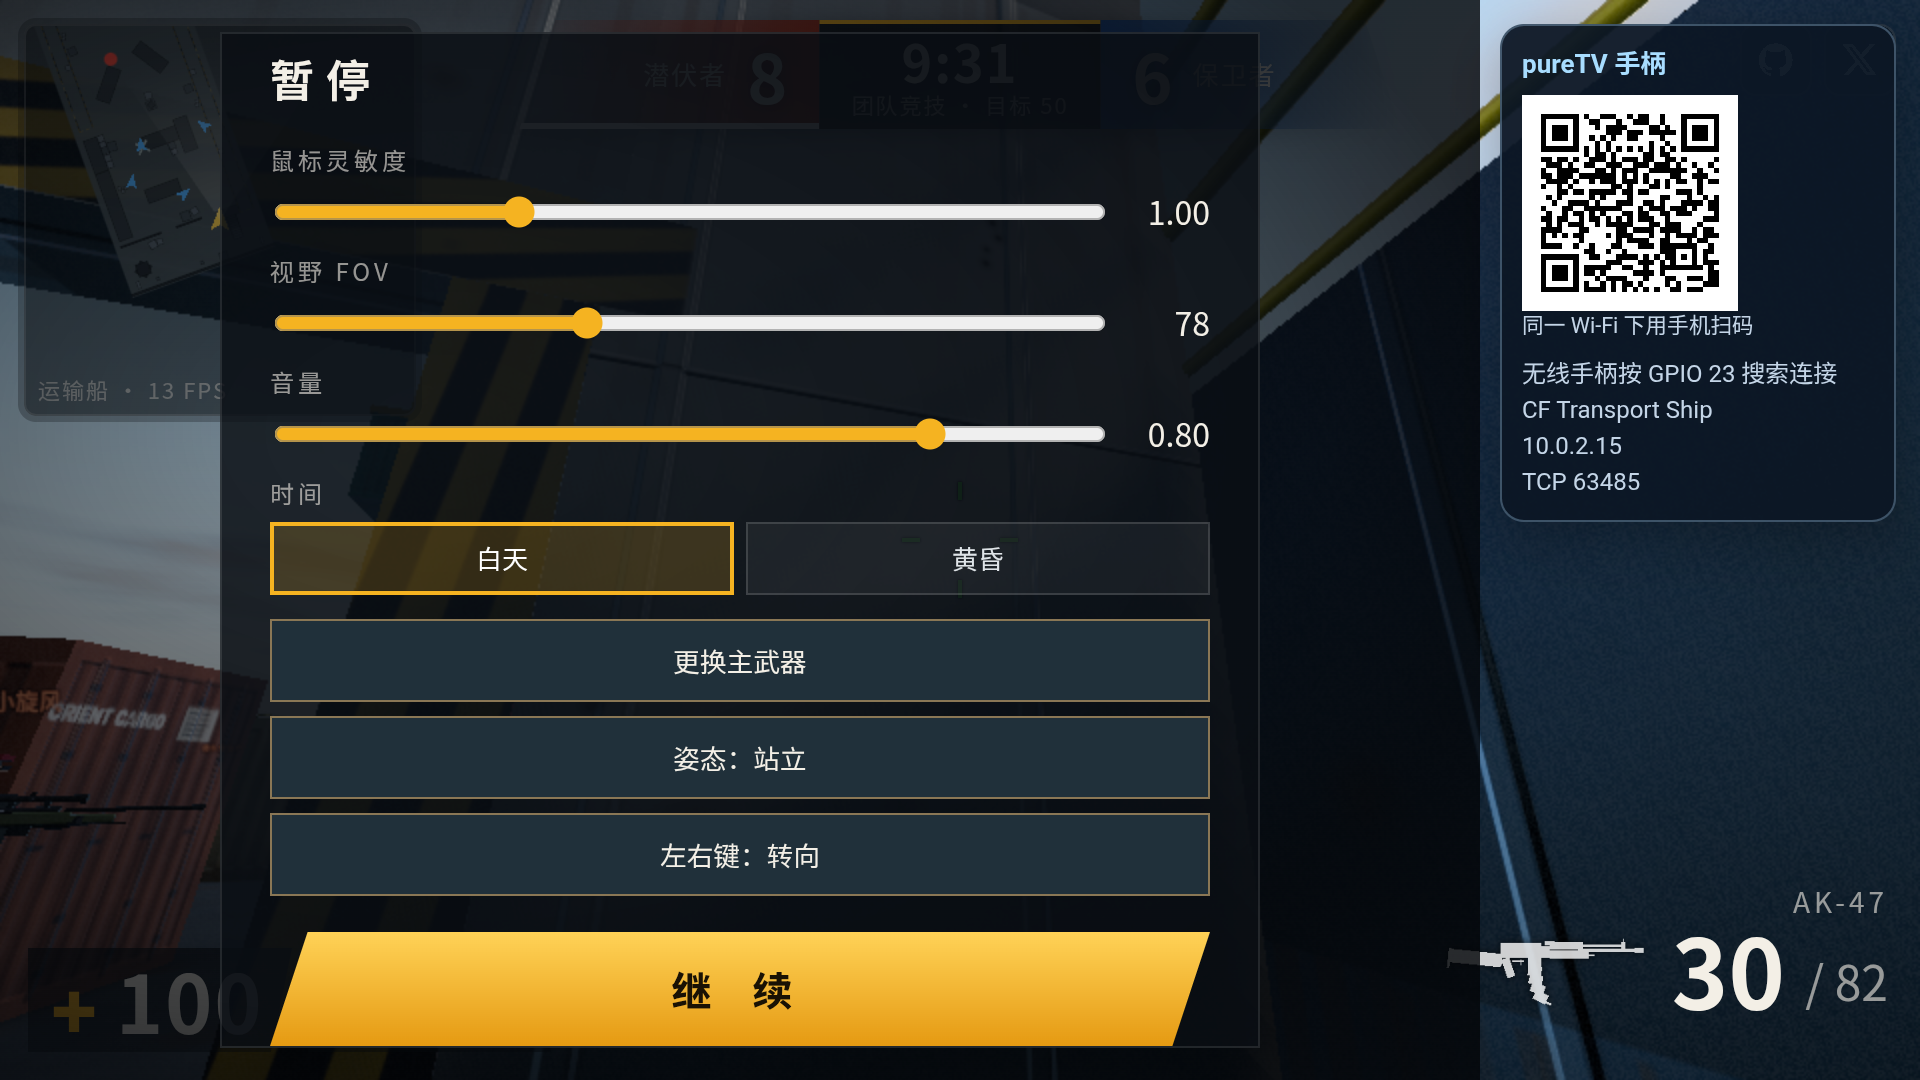 暂停
潜伏者 8
9:31
团队竞技 · 目标 50
6 保卫者
鼠标灵敏度
1.00
视野 FOV
78
音量
0.80
时间
白天
黄昏
更换主武器
姿态：站立
左右键：转向
继续
运输船 · 13 FPS
小旋风
ORIENT CARGO
+ 100
pureTV 手柄
同一 Wi-Fi 下用手机扫码
无线手柄按 GPIO 23 搜索连接
CF Transport Ship
10.0.2.15
TCP 63485
AK-47
30 / 82